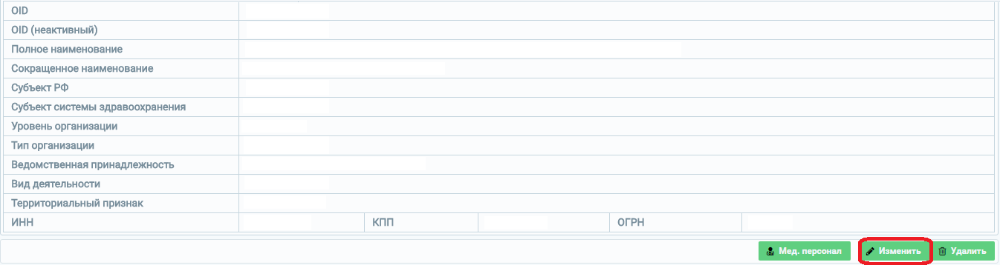 OID
OID (неактивный)
Полное наименование
Сокращенное наименование
Субъект РФ
Субъект системы здравоохранения
Уровень организации
Тип организации
Ведомственная принадлежность
Вид деятельности
Территориальный признак
ИНН КПП ОГРН
Мед. персонал Изменить Удалить